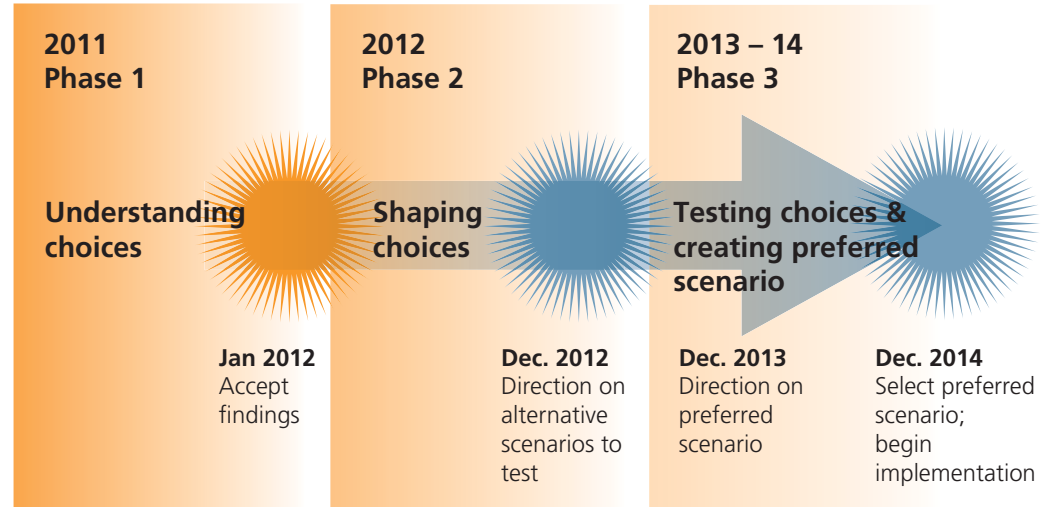 2011
Phase 1
2012
Phase 2
2013 – 14
Phase 3
Understanding
choices
Shaping
choices
Testing choices &
creating preferred
scenario
Jan 2012
Accept
findings
Dec. 2012
Direction on
alternative
scenarios to
test
Dec. 2013
Direction on
preferred
scenario
Dec. 2014
Select preferred
scenario;
begin
implementation